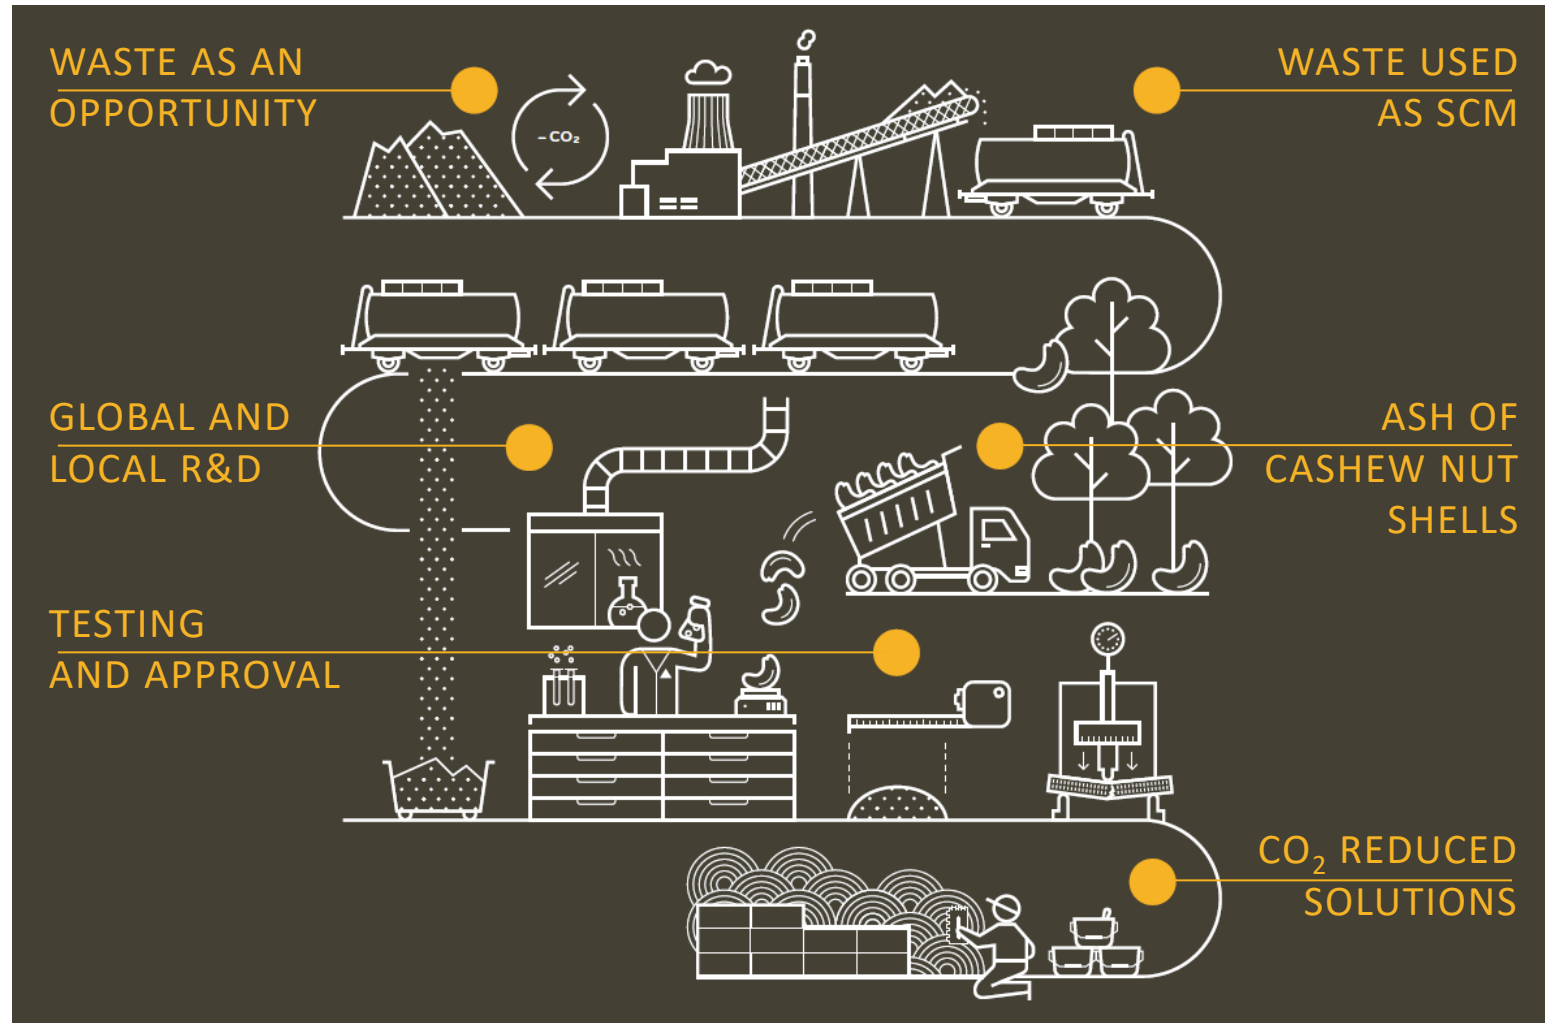 WASTE AS AN
OPPORTUNITY
– CO₂
WASTE USED
AS SCM
GLOBAL AND
LOCAL R&D
ASH OF
CASHEW NUT
SHELLS
TESTING
AND APPROVAL
CO₂ REDUCED
SOLUTIONS